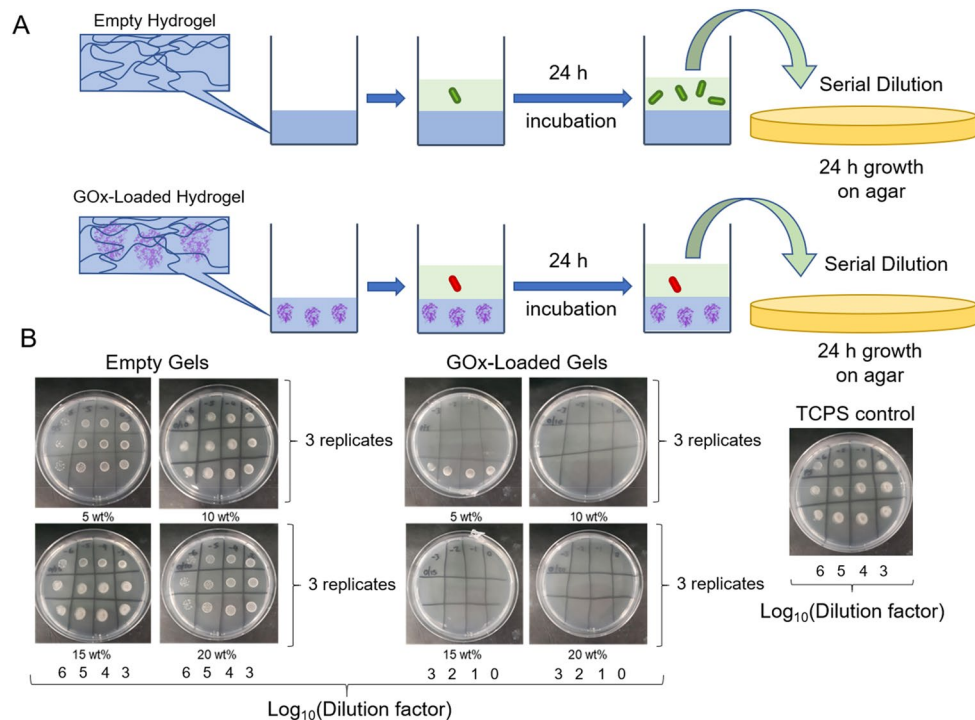 A
Empty Hydrogel
24 h
incubation
Serial Dilution
24 h growth
on agar
GOx-Loaded Hydrogel
24 h
incubation
Serial Dilution
24 h growth
on agar
B
Empty Gels
GOx-Loaded Gels
TCPS control
3 replicates
3 replicates
5 wt%
10 wt%
5 wt%
10 wt%
3 replicates
3 replicates
15 wt%
20 wt%
15 wt%
20 wt%
6 5 4 3
6 5 4 3
3 2 1 0
3 2 1 0
Log10(Dilution factor)
6 5 4 3
Log10(Dilution factor)